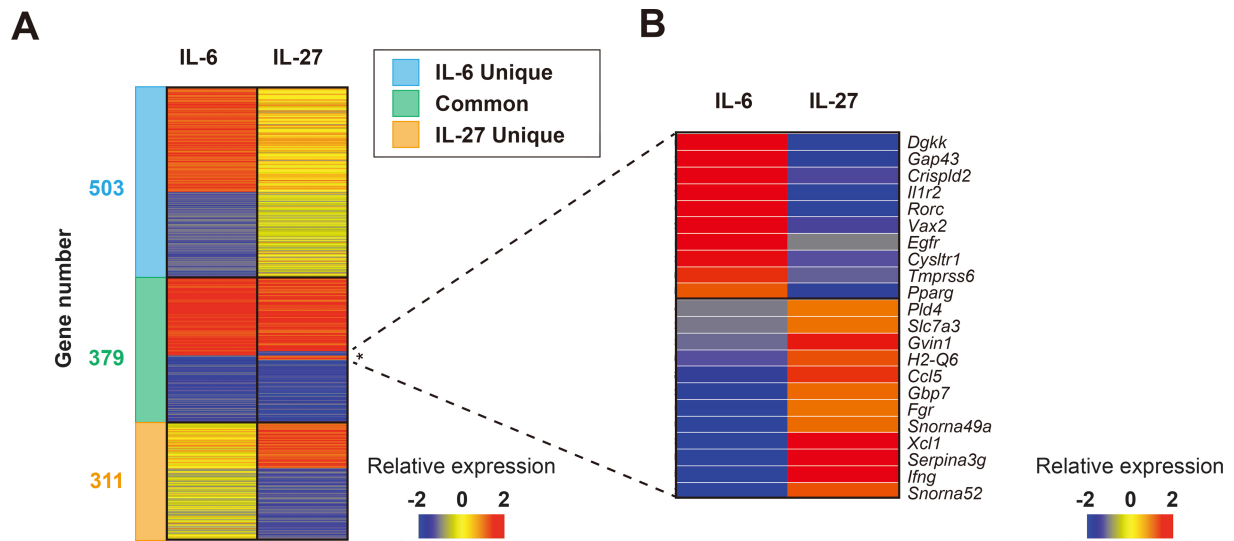 A
IL-6 IL-27
IL-6 Unique
Common
IL-27 Unique
Gene number
503
379
311
*
Relative expression
-2 0 2
B
IL-6 IL-27
Dgkk
Gap43
Crispld2
Il1r2
Rorc
Vax2
Egfr
Cysltr1
Tmprss6
Pparg
Pld4
Slc7a3
Gvin1
H2-Q6
Ccl5
Gbp7
Fgr
Snorna49a
Xcl1
Serpina3g
Ifng
Snorna52
Relative expression
-2 0 2